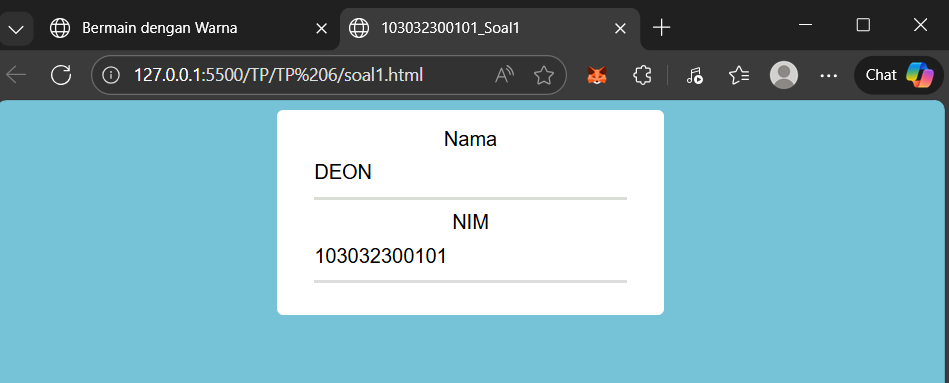 Bermain dengan Warna
103032300101_Soal1
127.0.0.1:5500/TP/TP%206/soal1.html
Chat
Nama
DEON
NIM
103032300101